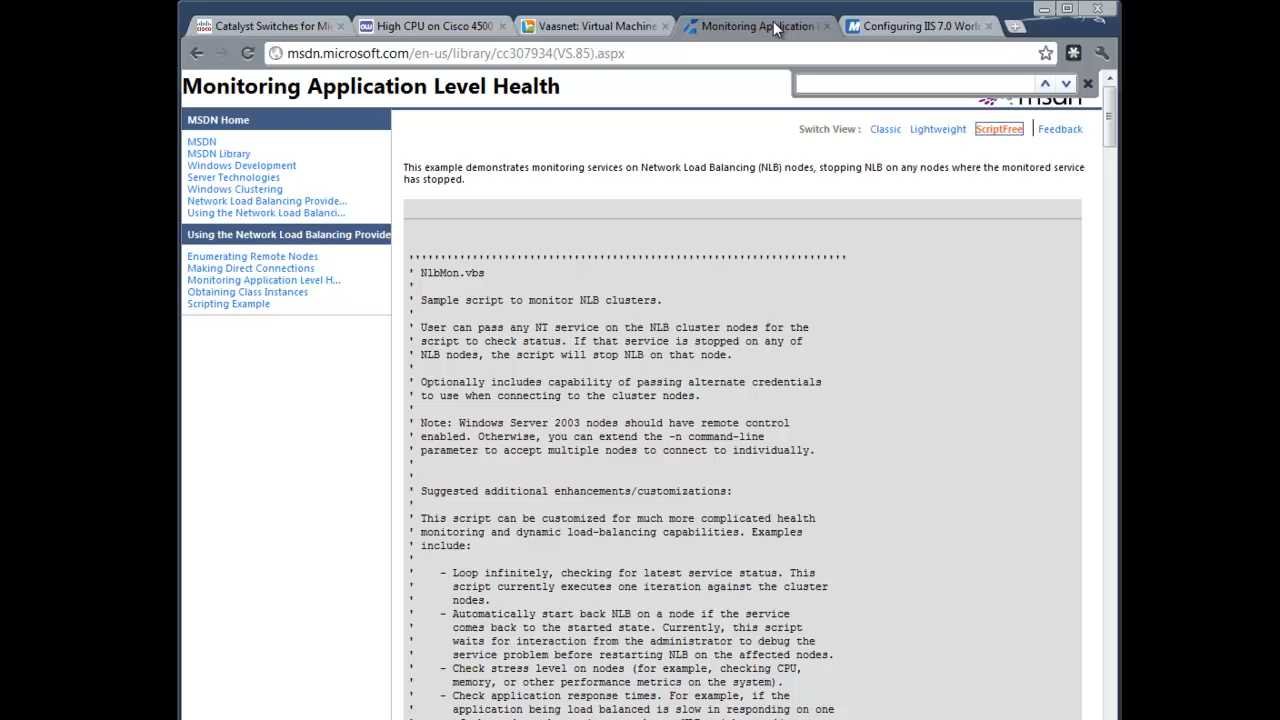 Catalyst Switches for Mi
High CPU on Cisco 4500
Vaasnet: Virtual Machine
Monitoring Application
Configuring IIS 7.0 World
msdn.microsoft.com/en-us/library/cc307934(VS.85).aspx
Monitoring Application Level Health
msdn
MSDN Home
MSDN
MSDN Library
Windows Development
Server Technologies
Windows Clustering
Network Load Balancing Provide...
Using the Network Load Balanci...
Using the Network Load Balancing Provide
Enumerating Remote Nodes
Making Direct Connections
Monitoring Application Level H...
Obtaining Class Instances
Scripting Example
Switch View : Classic Lightweight ScriptFree Feedback
This example demonstrates monitoring services on Network Load Balancing (NLB) nodes, stopping NLB on any nodes where the monitored service
has stopped.
''''''''''''''''''''''''''''''''''''''''''''''''''''''''''''''''''''
' NlbMon.vbs
'
' Sample script to monitor NLB clusters.
'
' User can pass any NT service on the NLB cluster nodes for the
' script to check status. If that service is stopped on any of
' NLB nodes, the script will stop NLB on that node.
'
' Optionally includes capability of passing alternate credentials
' to use when connecting to the cluster nodes.
'
' Note: Windows Server 2003 nodes should have remote control
' enabled. Otherwise, you can extend the -n command-line
' parameter to accept multiple nodes to connect to individually.
'
'
' Suggested additional enhancements/customizations:
'
' This script can be customized for much more complicated health
' monitoring and dynamic load-balancing capabilities. Examples
' include:
'
' - Loop infinitely, checking for latest service status. This
' script currently executes one iteration against the cluster
' nodes.
' - Automatically start back NLB on a node if the service
' comes back to the started state. Currently, this script
' waits for interaction from the administrator to debug the
' service problem before restarting NLB on the affected nodes.
' - Check stress level on nodes (for example, checking CPU,
' memory, or other performance metrics on the system).
' - Check application response times. For example, if the
' application being load balanced is slow in responding on one